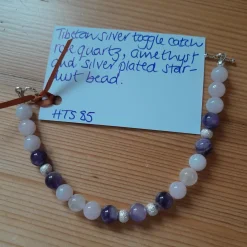 Tibetan silver toggle catch
rose quartz, amethyst
and silver plated star-
dust bead.
HTS 85